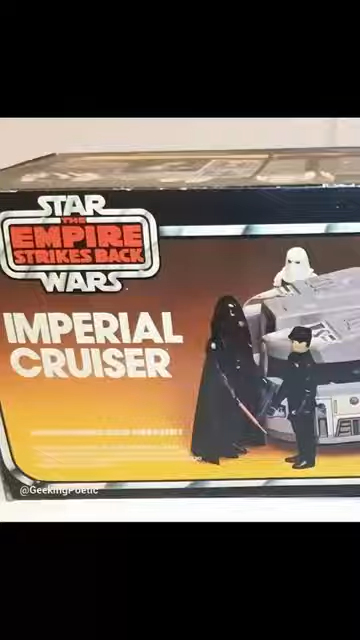 STAR
THE
EMPIRE
STRIKES BACK
WARS
IMPERIAL
CRUISER
@GeekingPoetic